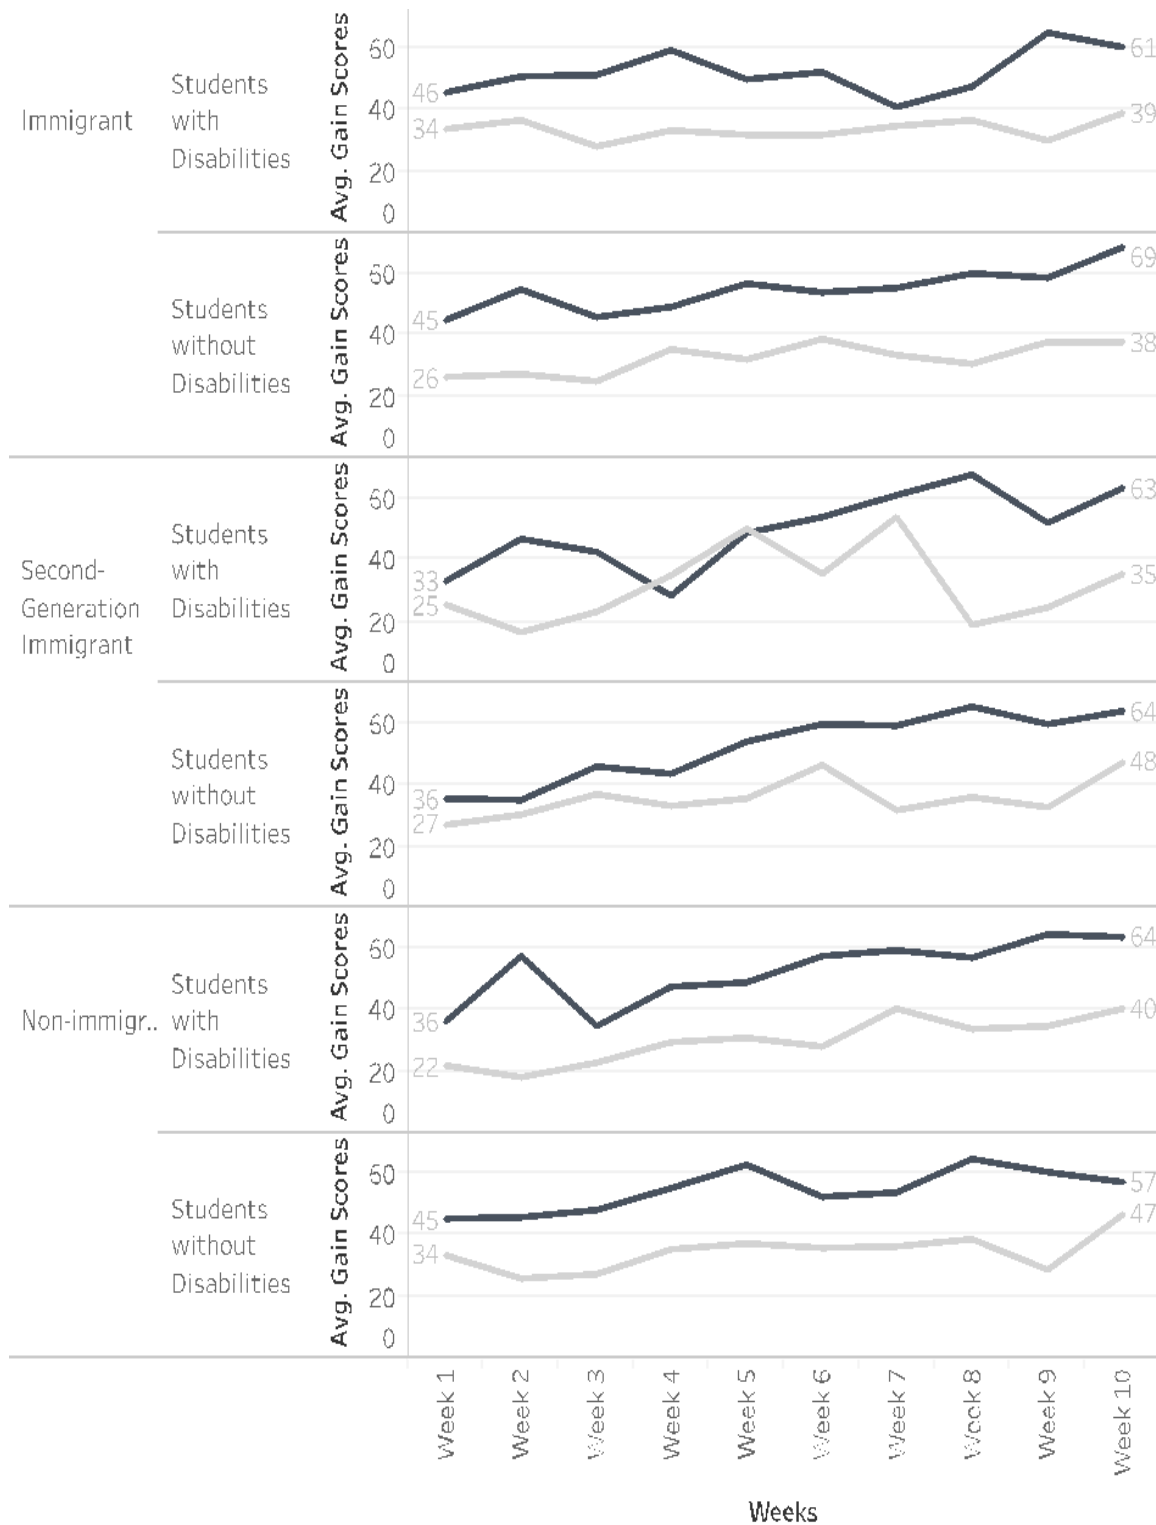 Immigrant
Students
with
Disabilities
Avg. Gain Scores
60
40
20
0
46
34
61
39
Students
without
Disabilities
Avg. Gain Scores
60
40
20
0
45
26
69
38
Second-
Generation
Immigrant
Students
with
Disabilities
Avg. Gain Scores
60
40
20
0
33
25
63
35
Students
without
Disabilities
Avg. Gain Scores
60
40
20
0
36
27
64
48
Non-immigr..
Students
with
Disabilities
Avg. Gain Scores
60
40
20
0
36
22
64
40
Students
without
Disabilities
Avg. Gain Scores
60
40
20
0
45
34
57
47
Week 1
Week 2
Week 3
Week 4
Week 5
Week 6
Week 7
Week 8
Week 9
Week 10
Weeks